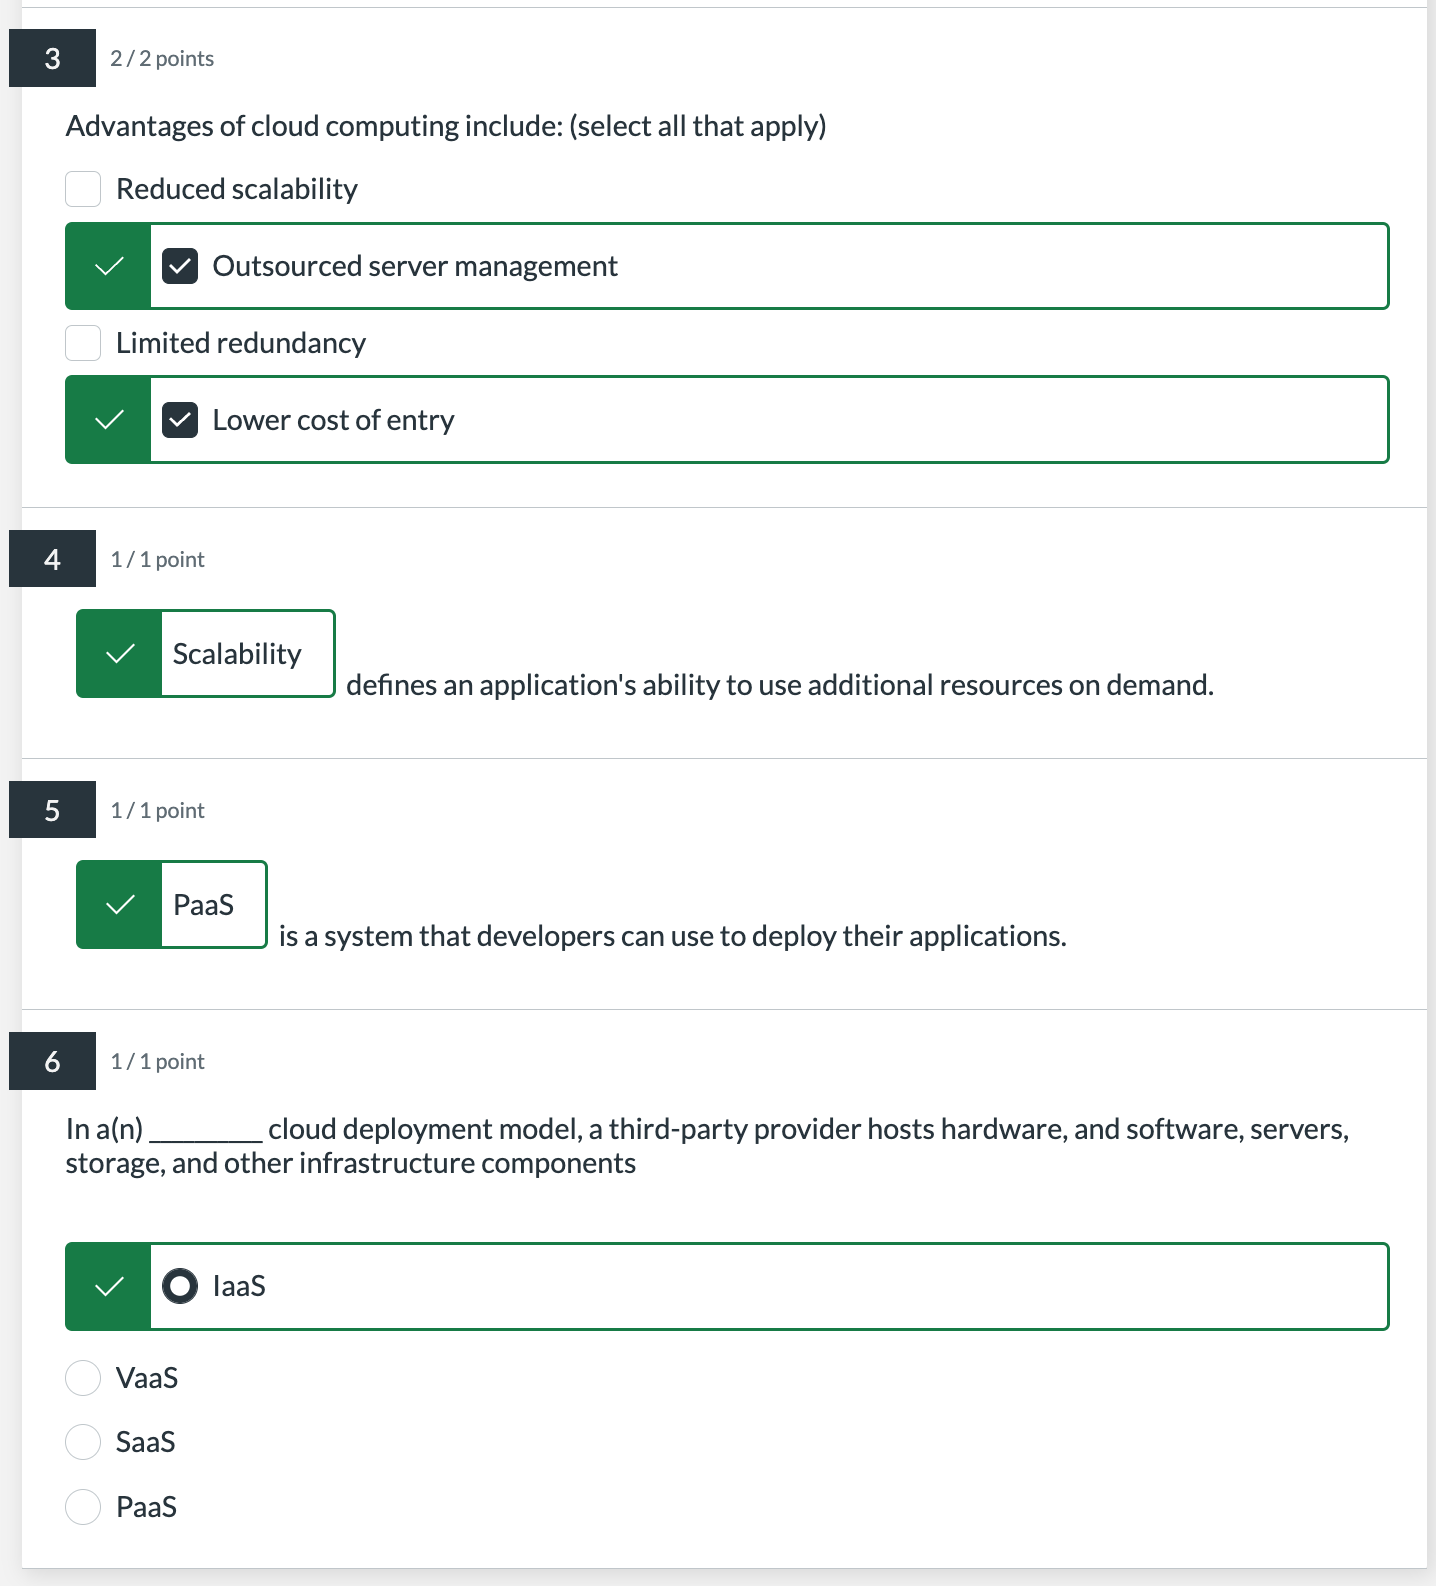 3
2 / 2 points
Advantages of cloud computing include: (select all that apply)
Reduced scalability
Outsourced server management
Limited redundancy
Lower cost of entry
4
1 / 1 point
Scalability
defines an application's ability to use additional resources on demand.
5
1 / 1 point
PaaS
is a system that developers can use to deploy their applications.
6
1 / 1 point
In a(n) ________ cloud deployment model, a third-party provider hosts hardware, and software, servers,
storage, and other infrastructure components
IaaS
VaaS
SaaS
PaaS